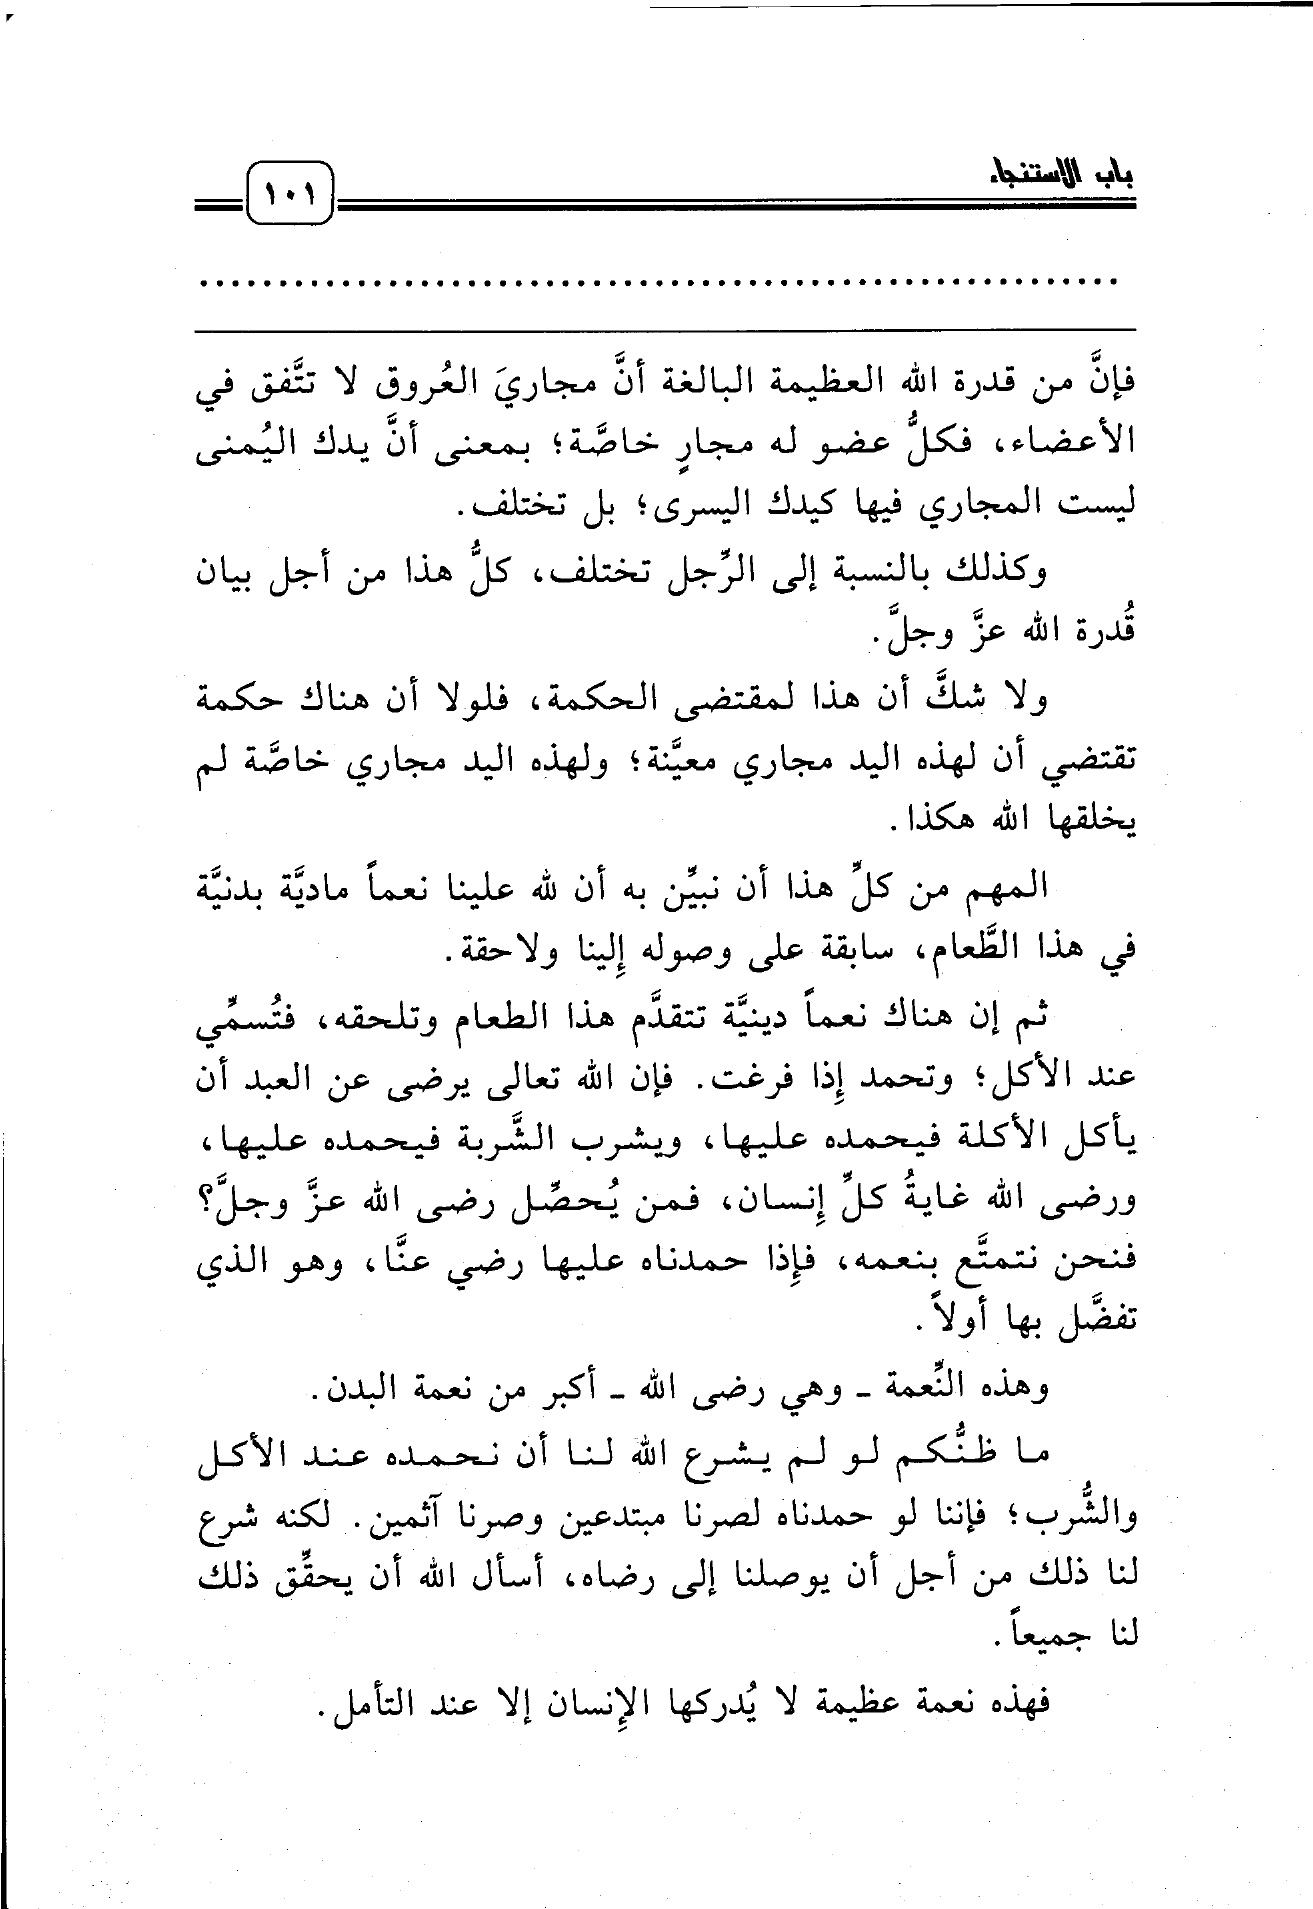 باب الاستنجاء
١٠١
فإنَّ من قدرة الله العظيمة البالغة أنَّ مجاريَ العُروق لا تتَّفق في
الأعضاء، فكلُّ عضو له مجارٍ خاصَّة؛ بمعنى أنَّ يدك اليُمنى
ليست المجاري فيها كيدك اليسرى؛ بل تختلف.
وكذلك بالنسبة إلى الرِّجل تختلف، كلُّ هذا من أجل بيان
قُدرة الله عزَّ وجلَّ.
ولا شكَّ أن هذا لمقتضى الحكمة، فلولا أن هناك حكمة
تقتضي أن لهذه اليد مجاري معيَّنة؛ ولهذه اليد مجاري خاصَّة لم
يخلقها الله هكذا.
المهم من كلِّ هذا أن نبيِّن به أن لله علينا نعماً ماديَّة بدنيَّة
في هذا الطَّعام، سابقة على وصوله إِلينا ولاحقة.
ثم إن هناك نعماً دينيَّة تتقدَّم هذا الطعام وتلحقه، فتُسمِّي
عند الأكل؛ وتحمد إِذا فرغت. فإن الله تعالى يرضى عن العبد أن
يأكل الأكلة فيحمده عليها، ويشرب الشَّربة فيحمده عليها،
ورضى الله غايةُ كلِّ إِنسان، فمن يُحصِّل رضى الله عزَّ وجلَّ؟
فنحن نتمتَّع بنعمه، فإِذا حمدناه عليها رضي عنَّا، وهو الذي
تفضَّل بها أولاً.
وهذه النِّعمة ـ وهي رضى الله ـ أكبر من نعمة البدن.
ما ظنُّكم لو لم يشرع الله لنا أن نحمده عند الأكل
والشُّرب؛ فإننا لو حمدناه لصرنا مبتدعين وصرنا آثمين. لكنه شرع
لنا ذلك من أجل أن يوصلنا إلى رضاه، أسأل الله أن يحقِّق ذلك
لنا جميعاً.
فهذه نعمة عظيمة لا يُدركها الإِنسان إلا عند التأمل.